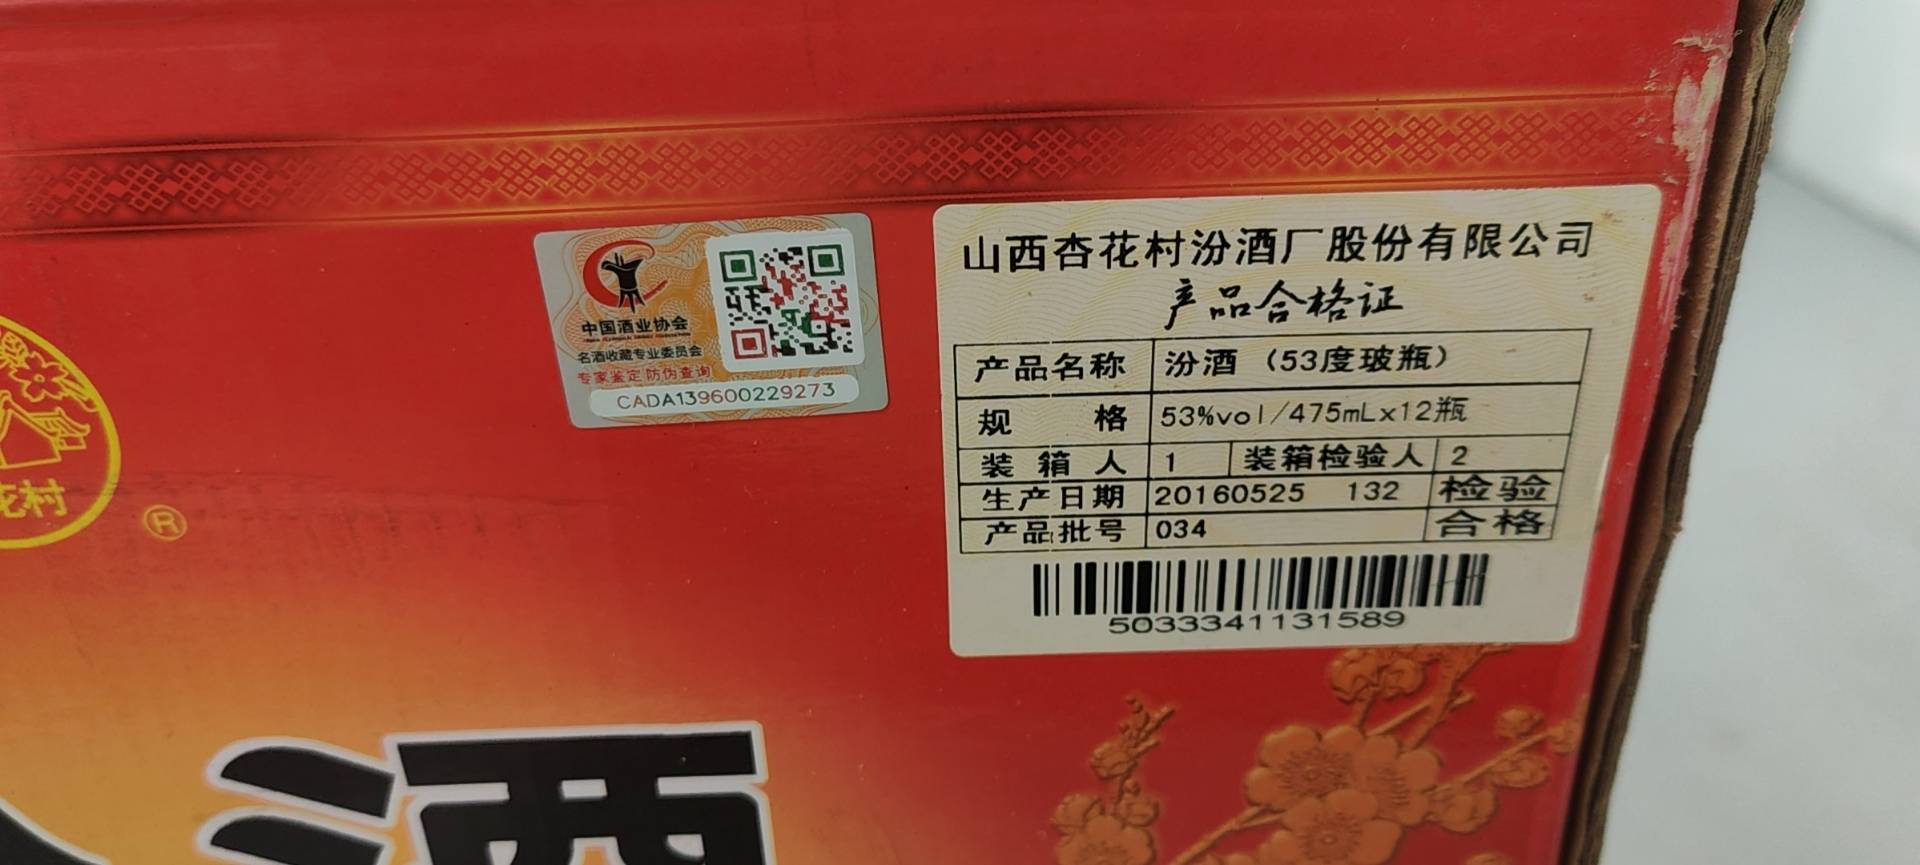 中国酒业协会
名酒收藏专业委员会
专家鉴定 防伪查询
CADA139600229273
山西杏花村汾酒厂股份有限公司
产品合格证
产品名称 汾酒（53度玻瓶）
规 格 53%vol/475mLx12瓶
装 箱 人 1 装箱检验人 2
生产日期 20160525 132 检验
产品批号 034 合格
5033341131589
花村
®
酒